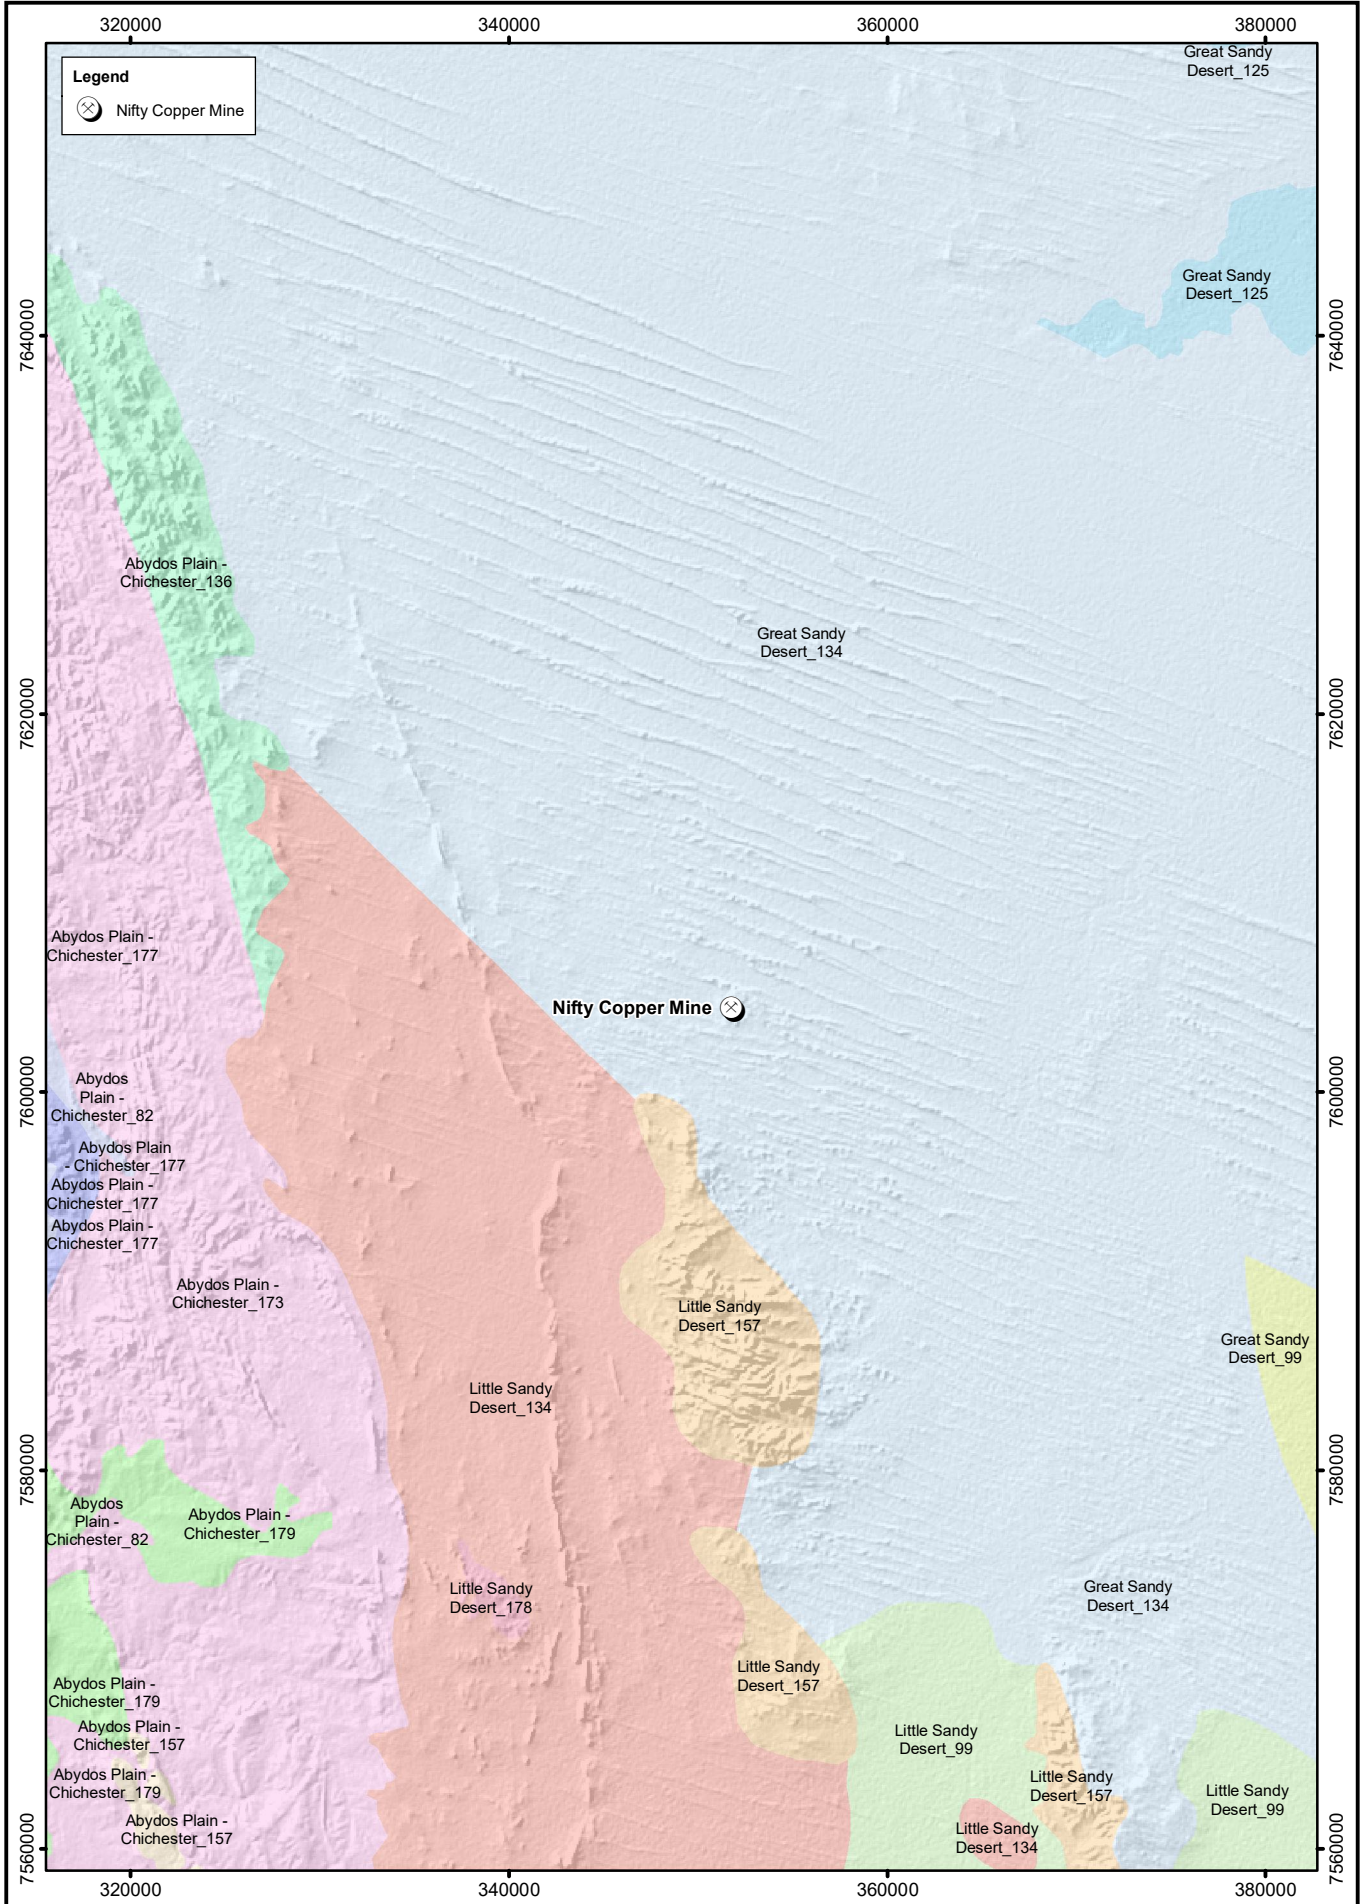 320000
340000
360000
380000
Great Sandy
Desert_125
Legend
Nifty Copper Mine
Great Sandy
Desert_125
7640000
7640000
Abydos Plain -
Chichester_136
Great Sandy
Desert_134
7620000
7620000
Abydos Plain -
Chichester_177
Nifty Copper Mine
7600000
7600000
Abydos
Plain -
Chichester_82
Abydos Plain
- Chichester_177
Abydos Plain -
Chichester_177
Abydos Plain -
Chichester_177
Abydos Plain -
Chichester_173
Little Sandy
Desert_157
Great Sandy
Desert_99
Little Sandy
Desert_134
7580000
7580000
Abydos
Plain -
Chichester_82
Abydos Plain -
Chichester_179
Little Sandy
Desert_178
Great Sandy
Desert_134
Little Sandy
Desert_157
Abydos Plain -
Chichester_179
Abydos Plain -
Chichester_157
Little Sandy
Desert_99
Abydos Plain -
Chichester_179
Little Sandy
Desert_157
Little Sandy
Desert_99
Abydos Plain -
Chichester_157
Little Sandy
Desert_134
7560000
7560000
320000
340000
360000
380000